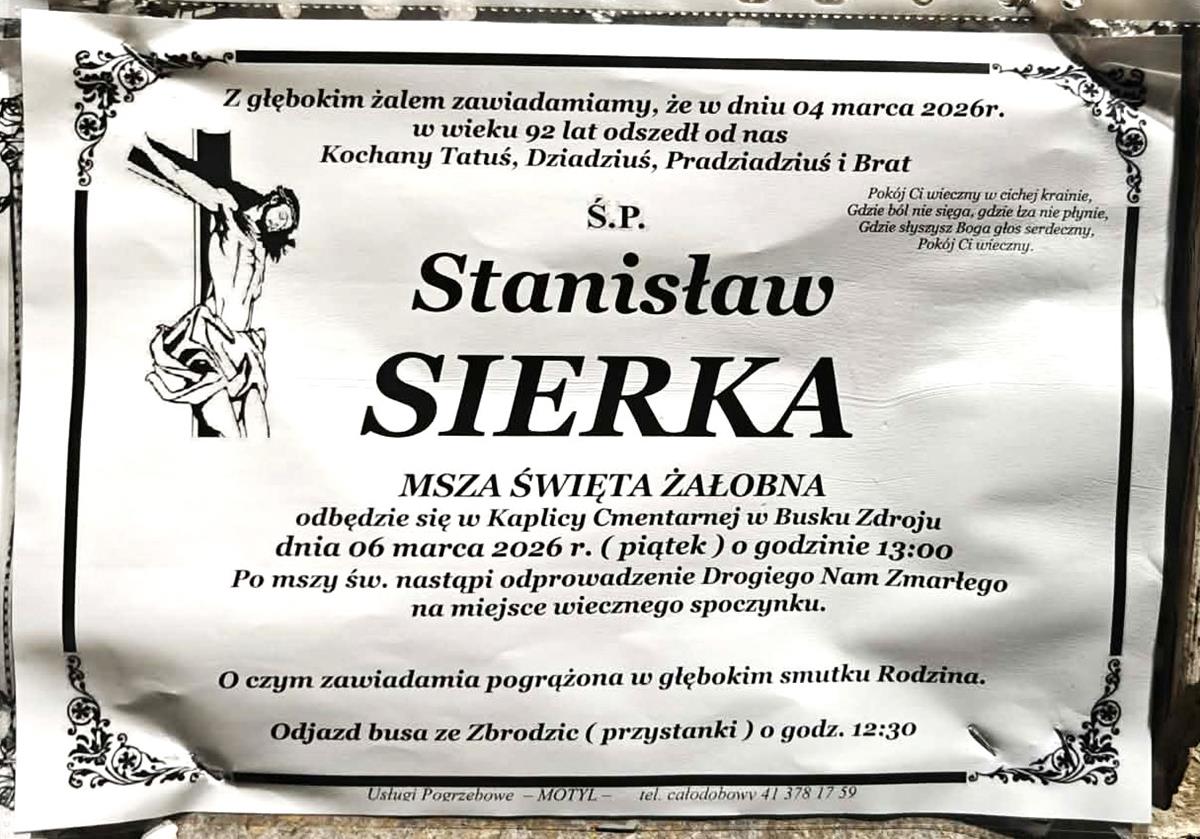 Z głębokim żalem zawiadamiamy, że w dniu 04 marca 2026r.
w wieku 92 lat odszedł od nas
Kochany Tatuś, Dziadziuś, Pradziadziuś i Brat
Pokój Ci wieczny w cichej krainie,
Gdzie ból nie sięga, gdzie łza nie płynie,
Gdzie słyszysz Boga głos serdeczny,
Pokój Ci wieczny.
Ś.P.
Stanisław
SIERKA
MSZA ŚWIĘTA ŻAŁOBNA
odbędzie się w Kaplicy Cmentarnej w Busku Zdroju
dnia 06 marca 2026 r. ( piątek ) o godzinie 13:00
Po mszy św. nastąpi odprowadzenie Drogiego Nam Zmarłego
na miejsce wiecznego spoczynku.
O czym zawiadamia pogrążona w głębokim smutku Rodzina.
Odjazd busa ze Zbrodzic ( przystanki ) o godz. 12:30
Usługi Pogrzebowe – MOTYL – tel. całodobowy 41 378 17 59